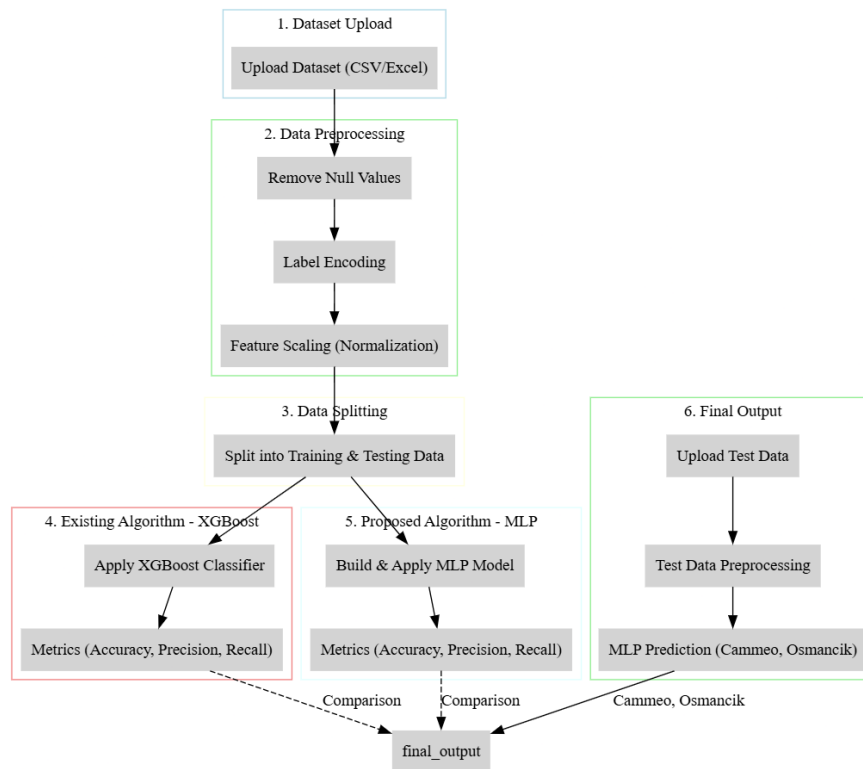 1. Dataset Upload
Upload Dataset (CSV/Excel)
2. Data Preprocessing
Remove Null Values
Label Encoding
Feature Scaling (Normalization)
3. Data Splitting
Split into Training & Testing Data
4. Existing Algorithm - XGBoost
Apply XGBoost Classifier
Metrics (Accuracy, Precision, Recall)
Comparison
5. Proposed Algorithm - MLP
Build & Apply MLP Model
Metrics (Accuracy, Precision, Recall)
Comparison
6. Final Output
Upload Test Data
Test Data Preprocessing
MLP Prediction (Cammeo, Osmancik)
Cammeo, Osmancik
final_output